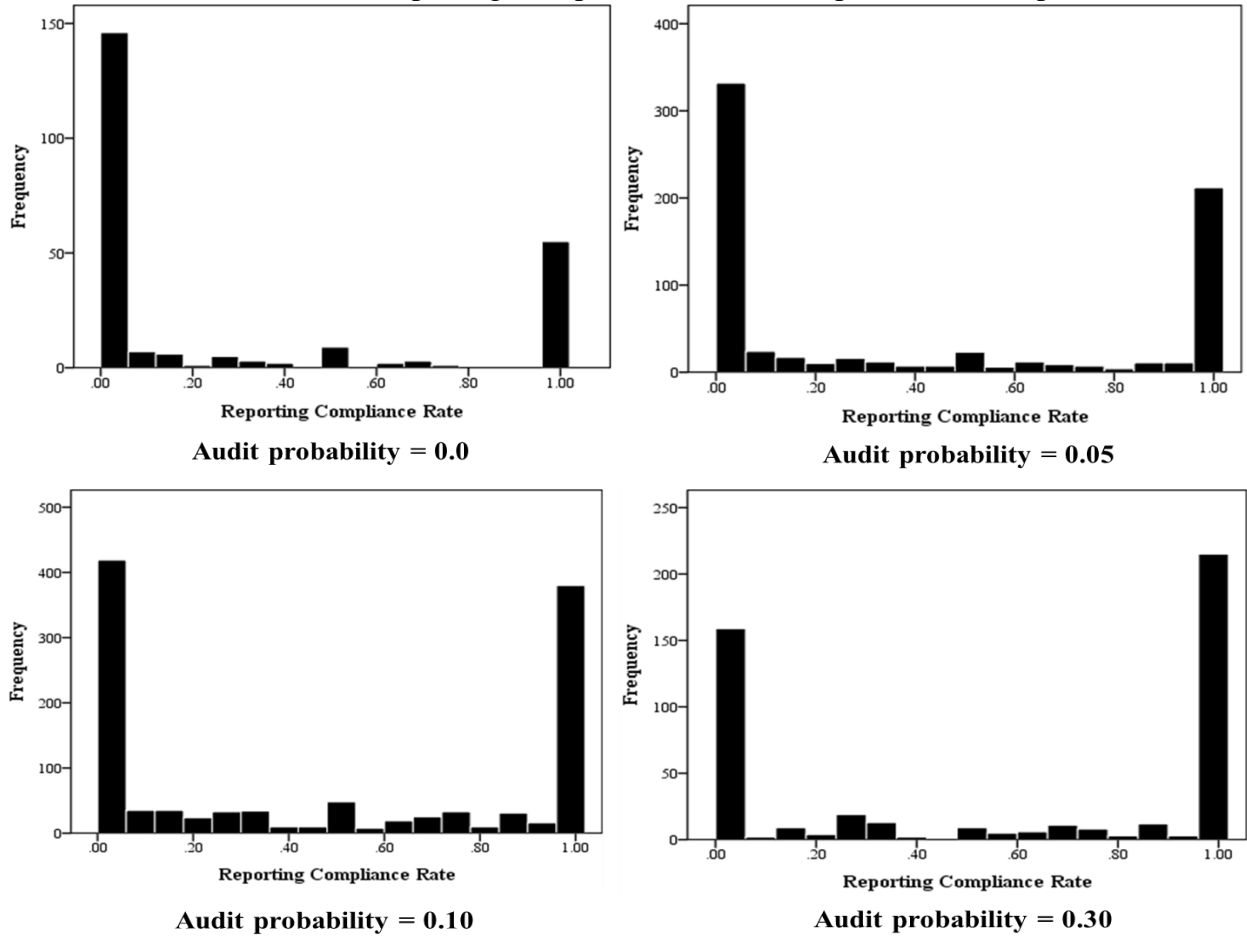 150
100
50
0
Frequency
.00 .20 .40 .60 .80 1.00
Reporting Compliance Rate
Audit probability = 0.0
400
300
200
100
0
Frequency
.00 .20 .40 .60 .80 1.00
Reporting Compliance Rate
Audit probability = 0.05
500
400
300
200
100
0
Frequency
.00 .20 .40 .60 .80 1.00
Reporting Compliance Rate
Audit probability = 0.10
250
200
150
100
50
0
Frequency
.00 .20 .40 .60 .80 1.00
Reporting Compliance Rate
Audit probability = 0.30